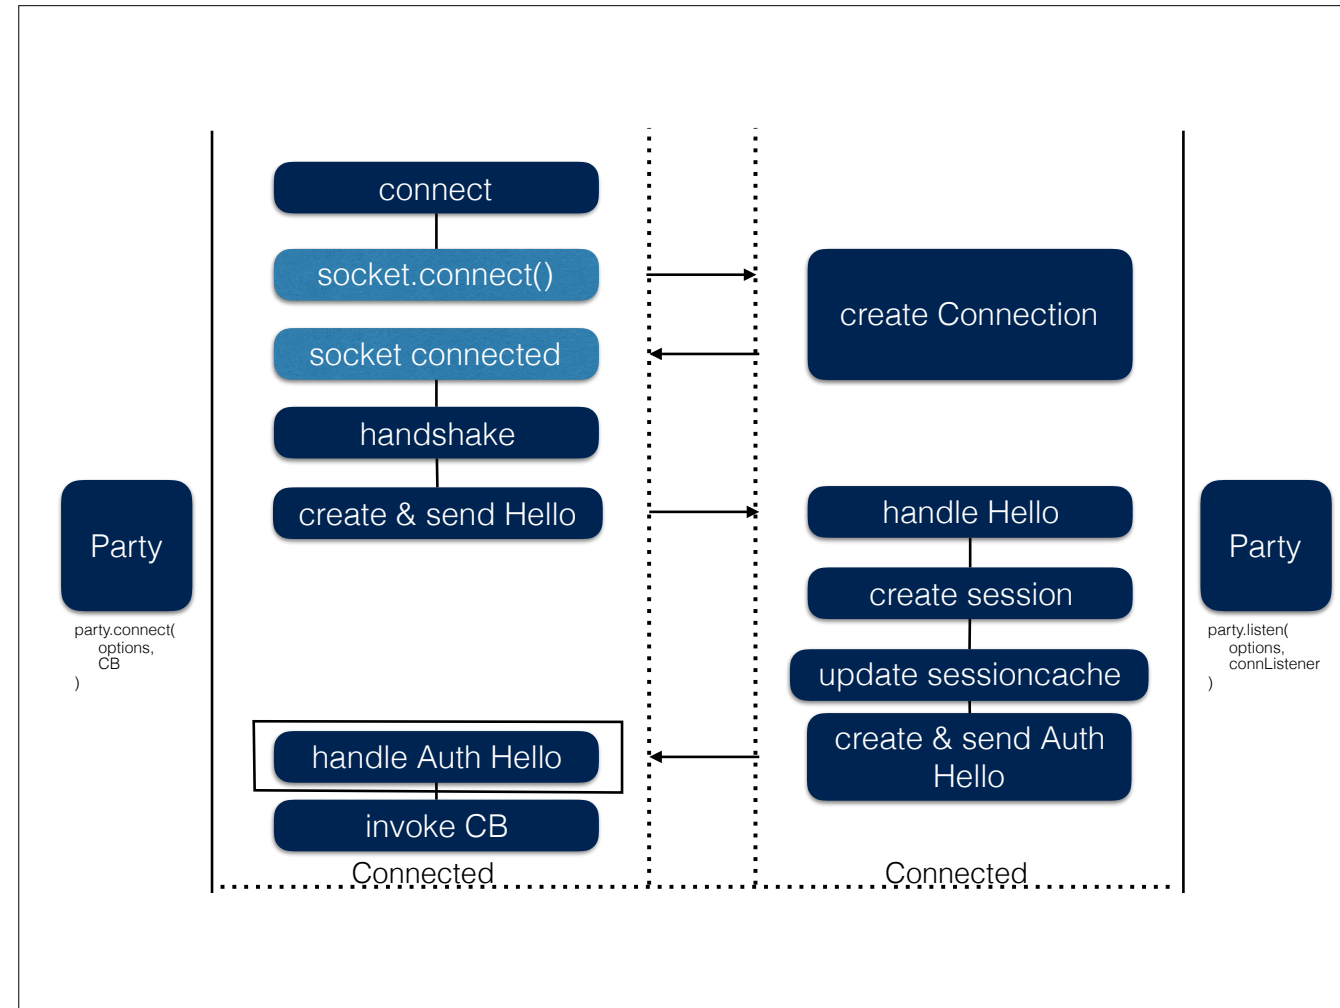 connect
socket.connect()
create Connection
socket connected
handshake
create & send Hello
handle Hello
Party
Party
party.connect(
options,
CB
)
party.listen(
options,
connListener
)
create session
update sessioncache
create & send Auth
Hello
handle Auth Hello
invoke CB
Connected
Connected